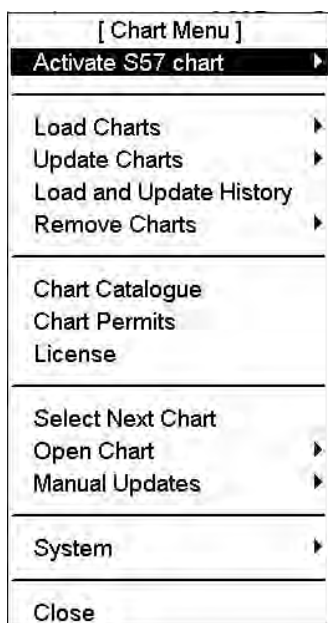 [ Chart Menu ]
Activate S57 chart
Load Charts
Update Charts
Load and Update History
Remove Charts
Chart Catalogue
Chart Permits
License
Select Next Chart
Open Chart
Manual Updates
System
Close